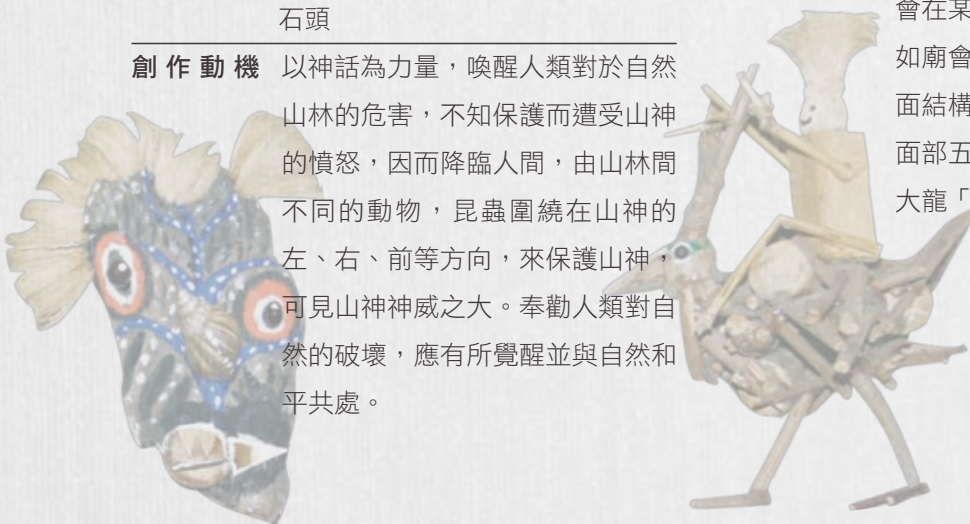 石頭
創作動機 以神話為力量，喚醒人類對於自然
山林的危害，不知保護而遭受山神
的憤怒，因而降臨人間，由山林間
不同的動物，昆蟲圍繞在山神的
左、右、前等方向，來保護山神，
可見山神神威之大。奉勸人類對自
然的破壞，應有所覺醒並與自然和
平共處。
會在某
如廟會
面結構
面部五
大龍「